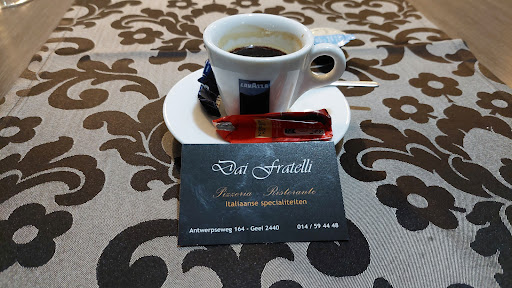 LAVAZZA
Dai Fratelli
Pizzeria - Ristorante
Italiaanse specialiteiten
Antwerpseweg 164 - Geel 2440 014 / 59 44 48